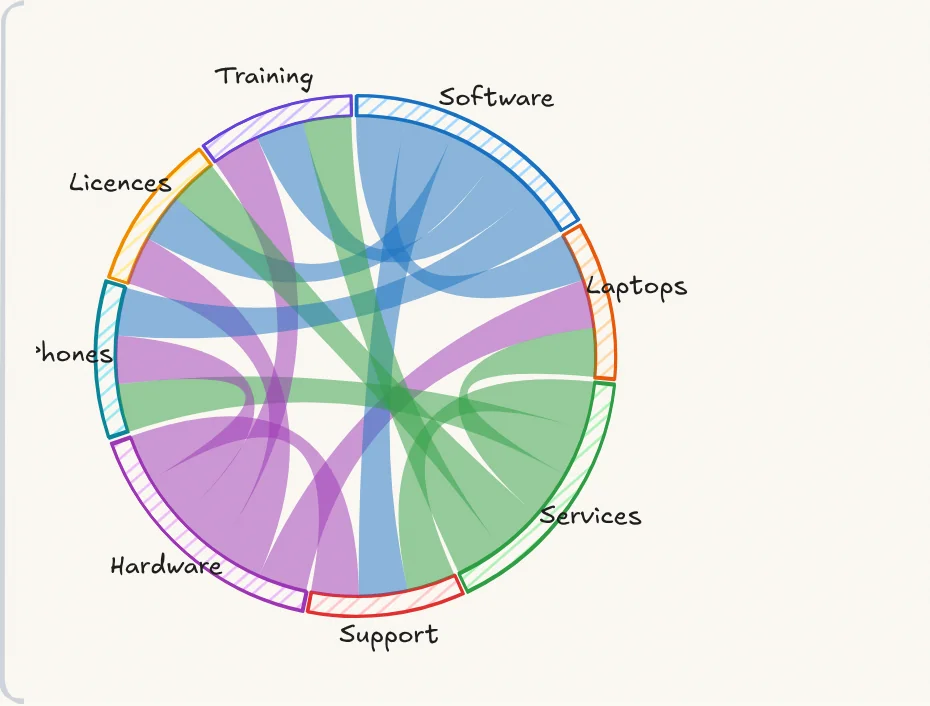 Training
Software
Licences
Laptops
hones
Services
Hardware
Support